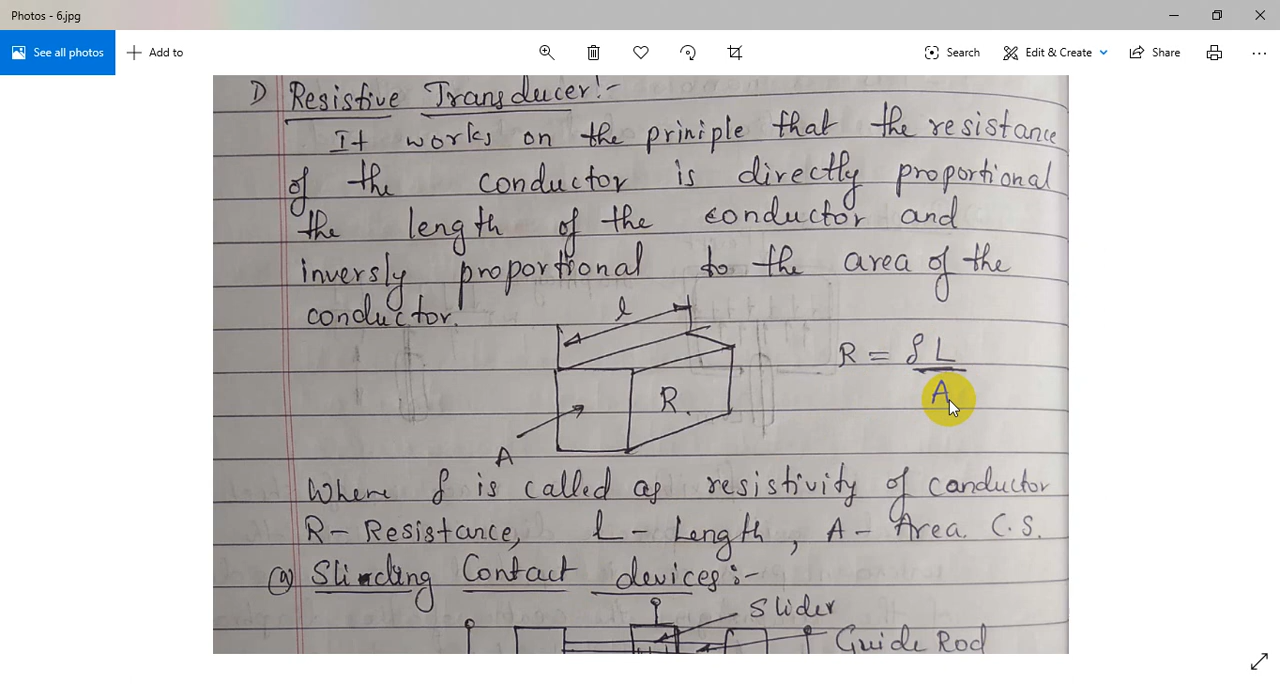 Photos - 6.jpg
See all photos
Add to
Search
Edit & Create
Share
D Resistive Transducer:-
It works on the priniple that the resistance
of the conductor is directly proportional
the length of the conductor and
inversly proportional to the area of the
conductor.
l
R = ρL
A
R.
A
Where ρ is called as resistivity of conductor
R- Resistance, L - Length, A - Area. C.S.
@ Sliding Contact devices:-
Slider
Guide Rod